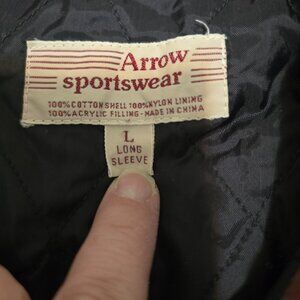 Arrow
sportswear
100% COTTON SHELL 100% NYLON LINING
100% ACRYLIC FILLING - MADE IN CHINA
L
LONG
SLEEVE